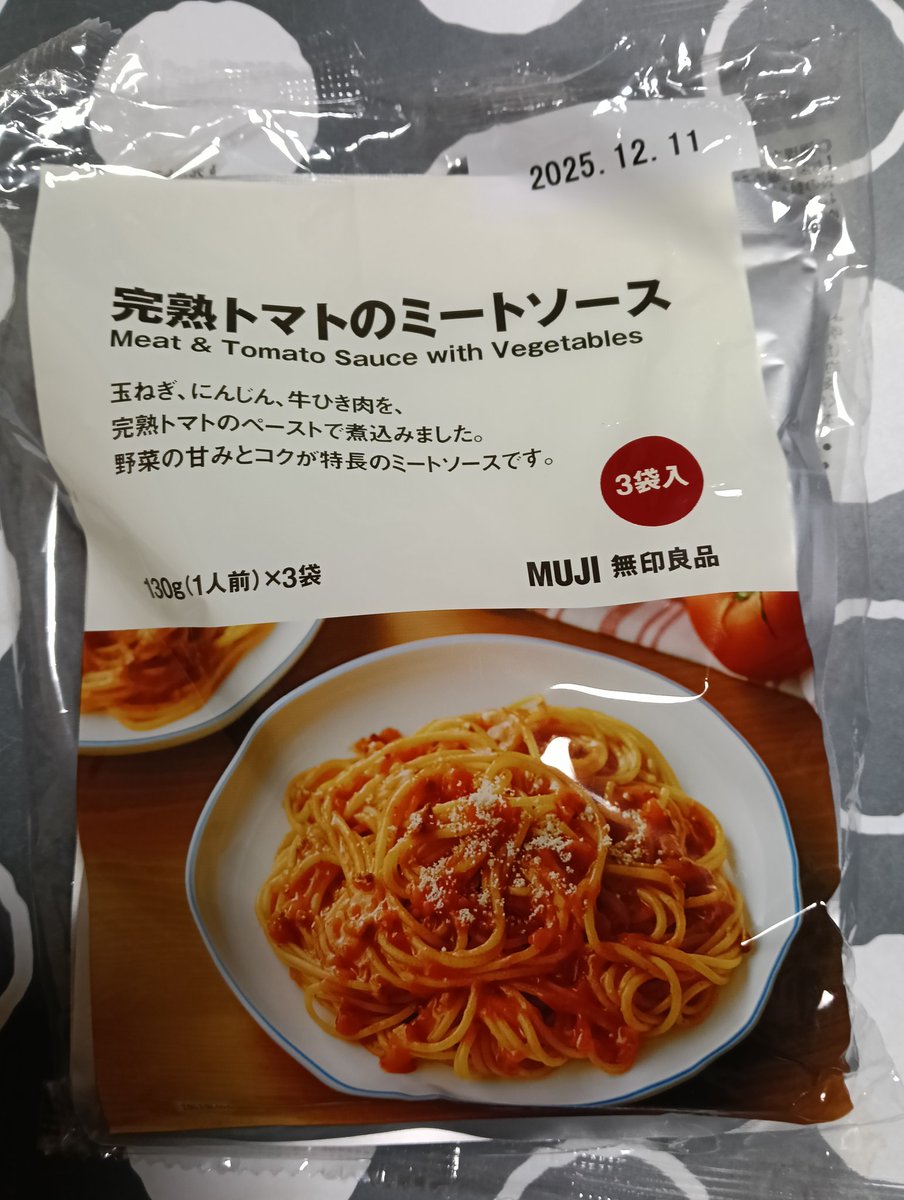 2025.12.11
完熟トマトのミートソース
Meat & Tomato Sauce with Vegetables
玉ねぎ、にんじん、牛ひき肉を、
完熟トマトのペーストで煮込みました。
野菜の甘みとコクが特長のミートソースです。
3袋入
130g(1人前)×3袋
MUJI 無印良品